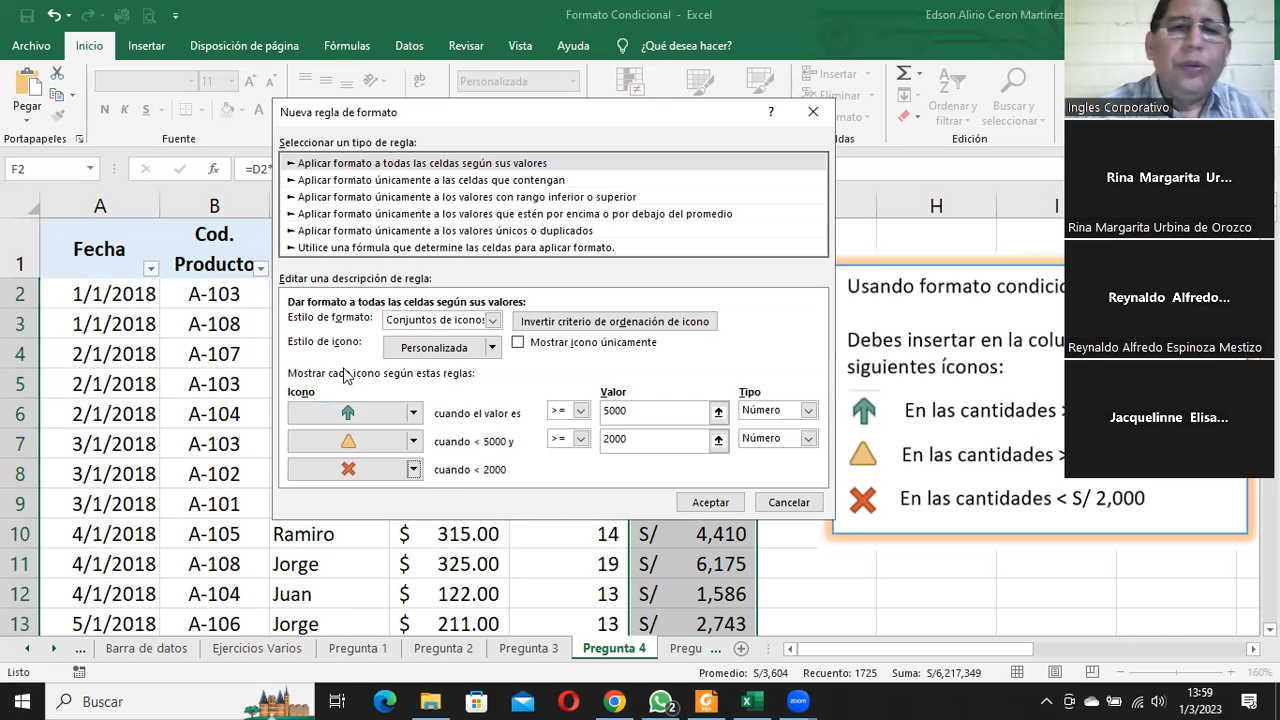 Formato Condicional - Excel
Edson Alirio Ceron Martinez
Archivo Inicio Insertar Disposición de página Fórmulas Datos Revisar Vista Ayuda ¿Qué desea hacer?
Pegar
11
Personalizada
Insertar
Eliminar
Formato
Ordenar y filtrar
Buscar y seleccionar
Portapapeles Fuente Edición
F2 =D2*
A B H I
Nueva regla de formato
Seleccionar un tipo de regla:
► Aplicar formato a todas las celdas según sus valores
► Aplicar formato únicamente a las celdas que contengan
► Aplicar formato únicamente a los valores con rango inferior o superior
► Aplicar formato únicamente a los valores que estén por encima o por debajo del promedio
► Aplicar formato únicamente a los valores únicos o duplicados
► Utilice una fórmula que determine las celdas para aplicar formato.
Editar una descripción de regla:
Dar formato a todas las celdas según sus valores:
Estilo de formato: Conjuntos de iconos Invertir criterio de ordenación de icono
Estilo de icono: Personalizada Mostrar icono únicamente
Mostrar cada icono según estas reglas:
Icono Valor Tipo
cuando el valor es >= 5000 Número
cuando < 5000 y >= 2000 Número
cuando < 2000
Aceptar Cancelar
1 Fecha Cod. Producto
2 1/1/2018 A-103
3 1/1/2018 A-108
4 2/1/2018 A-107
5 2/1/2018 A-103
6 2/1/2018 A-104
7 3/1/2018 A-103
8 3/1/2018 A-102
9 3/1/2018 A-101
10 4/1/2018 A-105 Ramiro $ 315.00 14 S/ 4,410
11 4/1/2018 A-108 Jorge $ 325.00 19 S/ 6,175
12 4/1/2018 A-104 Juan $ 122.00 13 S/ 1,586
13 5/1/2018 A-106 Jorge $ 211.00 13 S/ 2,743
Usando formato condici
Debes insertar en la colu
siguientes íconos:
En las cantidades >
En las cantidades >
En las cantidades < S/ 2,000
Ingles Corporativo
Rina Margarita Ur...
Rina Margarita Urbina de Orozco
Reynaldo Alfredo...
Reynaldo Alfredo Espinoza Mestizo
Jacquelinne Elisa...
... Barra de datos Ejercicios Varios Pregunta 1 Pregunta 2 Pregunta 3 Pregunta 4 Pregu ...
Listo Promedio: S/3,604 Recuento: 1725 Suma: S/6,217,349 160%
Buscar
2
13:59
1/3/2023